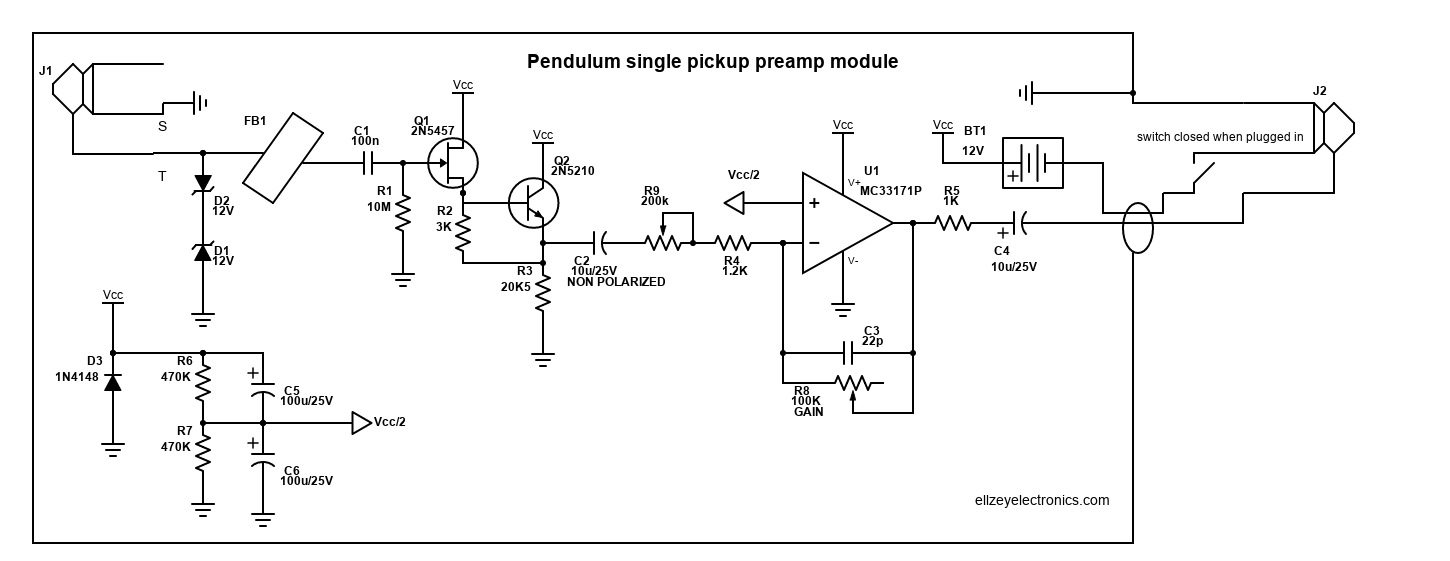 Pendulum single pickup preamp module
J1
S
T
FB1
D2
12V
D1
12V
C1
100n
R1
10M
Q1
2N5457
Vcc
R2
3K
Vcc
Q2
2N5210
R3
20K5
C2
10u/25V
NON POLARIZED
R9
200k
R4
1.2K
Vcc/2
Vcc
U1
MC33171P
V+
V-
+
−
C3
22p
R8
100K
GAIN
R5
1K
+
C4
10u/25V
Vcc
BT1
12V
+
J2
switch closed when plugged in
Vcc
D3
1N4148
R6
470K
+
C5
100u/25V
Vcc/2
R7
470K
+
C6
100u/25V
ellzeyelectronics.com